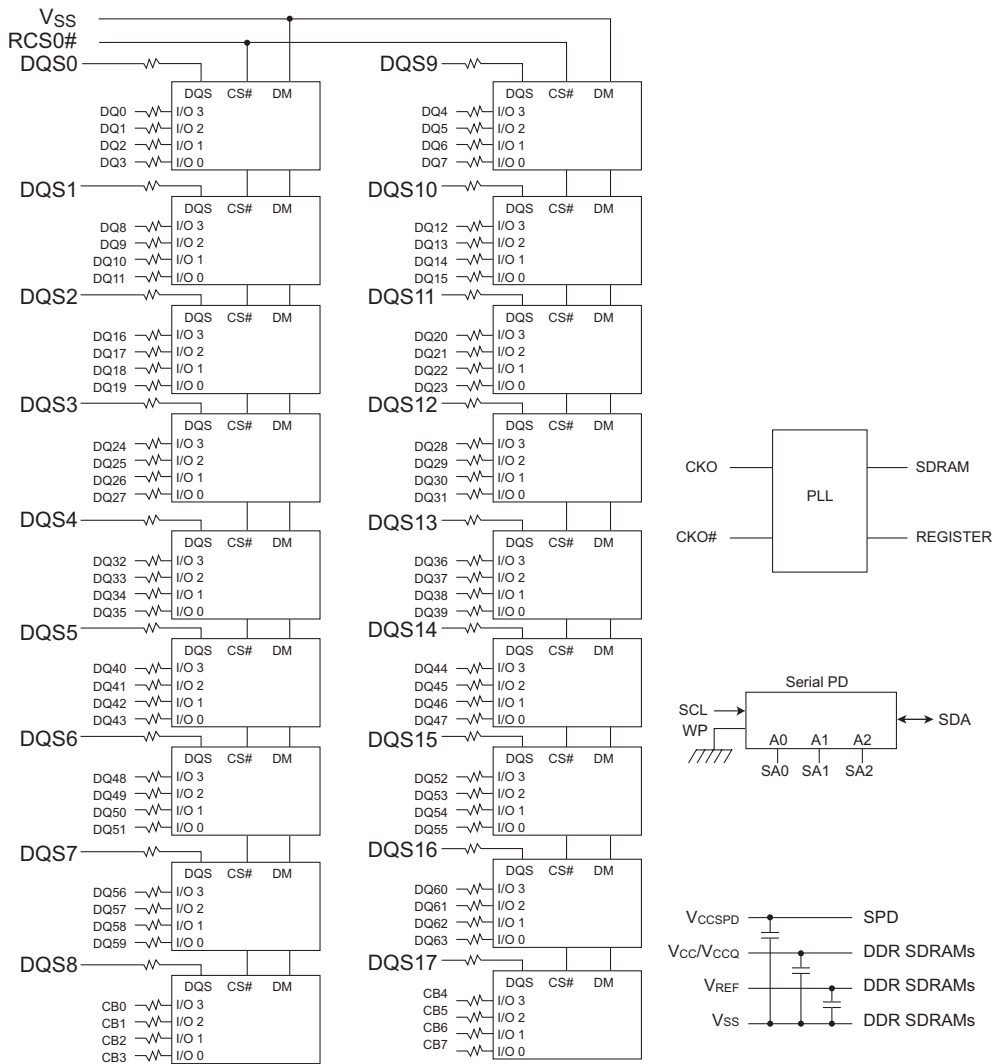 VSS
RCS0#
DQS0
DQS CS# DM
DQ0 I/O 3
DQ1 I/O 2
DQ2 I/O 1
DQ3 I/O 0
DQS1
DQS CS# DM
DQ8 I/O 3
DQ9 I/O 2
DQ10 I/O 1
DQ11 I/O 0
DQS2
DQS CS# DM
DQ16 I/O 3
DQ17 I/O 2
DQ18 I/O 1
DQ19 I/O 0
DQS3
DQS CS# DM
DQ24 I/O 3
DQ25 I/O 2
DQ26 I/O 1
DQ27 I/O 0
DQS4
DQS CS# DM
DQ32 I/O 3
DQ33 I/O 2
DQ34 I/O 1
DQ35 I/O 0
DQS5
DQS CS# DM
DQ40 I/O 3
DQ41 I/O 2
DQ42 I/O 1
DQ43 I/O 0
DQS6
DQS CS# DM
DQ48 I/O 3
DQ49 I/O 2
DQ50 I/O 1
DQ51 I/O 0
DQS7
DQS CS# DM
DQ56 I/O 3
DQ57 I/O 2
DQ58 I/O 1
DQ59 I/O 0
DQS8
DQS CS# DM
CB0 I/O 3
CB1 I/O 2
CB2 I/O 1
CB3 I/O 0
DQS9
DQS CS# DM
DQ4 I/O 3
DQ5 I/O 2
DQ6 I/O 1
DQ7 I/O 0
DQS10
DQS CS# DM
DQ12 I/O 3
DQ13 I/O 2
DQ14 I/O 1
DQ15 I/O 0
DQS11
DQS CS# DM
DQ20 I/O 3
DQ21 I/O 2
DQ22 I/O 1
DQ23 I/O 0
DQS12
DQS CS# DM
DQ28 I/O 3
DQ29 I/O 2
DQ30 I/O 1
DQ31 I/O 0
DQS13
DQS CS# DM
DQ36 I/O 3
DQ37 I/O 2
DQ38 I/O 1
DQ39 I/O 0
DQS14
DQS CS# DM
DQ44 I/O 3
DQ45 I/O 2
DQ46 I/O 1
DQ47 I/O 0
DQS15
DQS CS# DM
DQ52 I/O 3
DQ53 I/O 2
DQ54 I/O 1
DQ55 I/O 0
DQS16
DQS CS# DM
DQ60 I/O 3
DQ61 I/O 2
DQ62 I/O 1
DQ63 I/O 0
DQS17
DQS CS# DM
CB4 I/O 3
CB5 I/O 2
CB6 I/O 1
CB7 I/O 0
CKO SDRAM
PLL
CKO# REGISTER
Serial PD
SCL SDA
WP
A0 A1 A2
SA0 SA1 SA2
VCCSPD SPD
VCC/VCCQ DDR SDRAMs
VREF DDR SDRAMs
VSS DDR SDRAMs